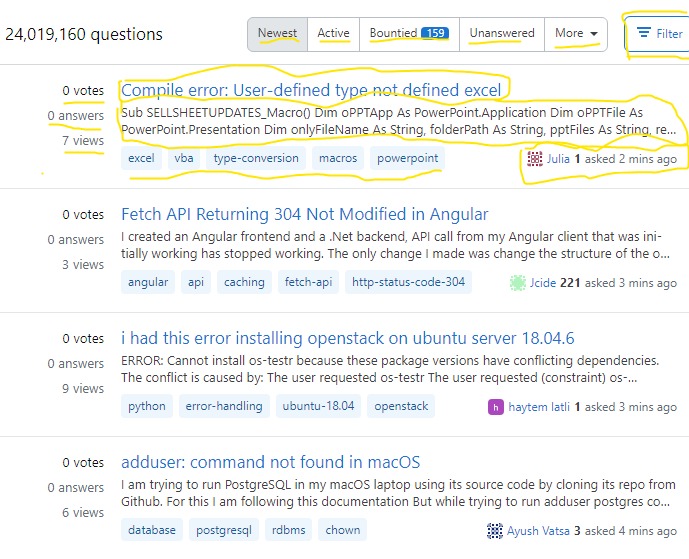 24,019,160 questions
Newest Active Bountied 159 Unanswered More Filter
0 votes
0 answers
7 views
Compile error: User-defined type not defined excel
Sub SELLSHEETUPDATES_Macro() Dim oPPTApp As PowerPoint.Application Dim oPPTFile As
PowerPoint.Presentation Dim onlyFileName As String, folderPath As String, pptFiles As String, re...
excel vba type-conversion macros powerpoint
Julia 1 asked 2 mins ago
0 votes
0 answers
3 views
Fetch API Returning 304 Not Modified in Angular
I created an Angular frontend and a .Net backend, API call from my Angular client that was ini-
tially working has stopped working. The only change I made was change the structure of the o...
angular api caching fetch-api http-status-code-304
Jcide 221 asked 3 mins ago
0 votes
0 answers
9 views
i had this error installing openstack on ubuntu server 18.04.6
ERROR: Cannot install os-testr because these package versions have conflicting dependencies.
The conflict is caused by: The user requested os-testr The user requested (constraint) os-...
python error-handling ubuntu-18.04 openstack
h haytem latli 1 asked 3 mins ago
0 votes
0 answers
6 views
adduser: command not found in macOS
I am trying to run PostgreSQL in my macOS laptop using its source code by cloning its repo from
Github. For this I am following this documentation But while trying to run adduser postgres co...
database postgresql rdbms chown
Ayush Vatsa 3 asked 4 mins ago